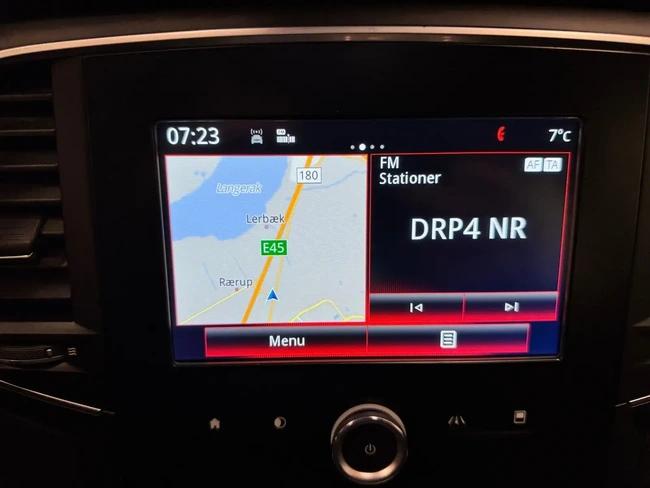 07:23
7°C
FM
AF TA
Stationer
DRP4 NR
Langerak
180
Lerbæk
E45
Rærup
Menu